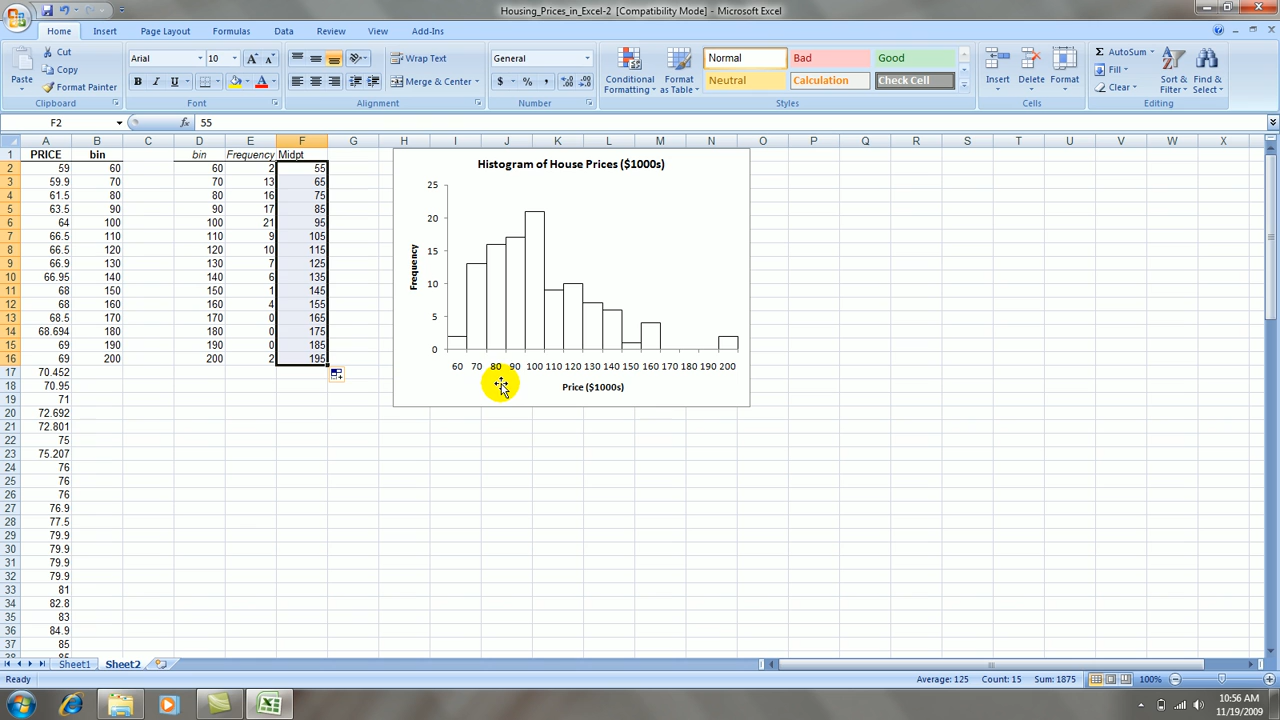 Housing_Prices_in_Excel-2 [Compatibility Mode] - Microsoft Excel
Home Insert Page Layout Formulas Data Review View Add-Ins
Paste Cut Arial 10 Wrap Text General Conditional Formatting Format as Table Normal Bad Good Insert Delete Format AutoSum Sort & Filter Find & Select
Copy Fill
Format Painter B I U A Merge & Center $ % , Neutral Calculation Check Cell Clear
Clipboard Font Alignment Number Styles Cells Editing
F2 fx 55
A B C D E F G H I J K L M N O P Q R S T U V W X
1 PRICE bin bin Frequency Midpt
2 59 60 60 2 55
3 59.9 70 70 13 65
4 61.5 80 80 16 75
5 63.5 90 90 17 85
6 64 100 100 21 95
7 66.5 110 110 9 105
8 66.5 120 120 10 115
9 66.9 130 130 7 125
10 66.95 140 140 6 135
11 68 150 150 1 145
12 68 160 160 4 155
13 68.5 170 170 0 165
14 68.694 180 180 0 175
15 69 190 190 0 185
16 69 200 200 2 195
17 70.452
18 70.95
19 71
20 72.692
21 72.801
22 75
23 75.207
24 76
25 76
26 76
27 76.9
28 77.5
29 79.9
30 79.9
31 79.9
32 79.9
33 81
34 82.8
35 83
36 84.9
37 85
Histogram of House Prices ($1000s)
25
20
15
10
5
0
Frequency
60 70 80 90 100 110 120 130 140 150 160 170 180 190 200
Price ($1000s)
Sheet1 Sheet2
Average: 125 Count: 15 Sum: 1875 100%
10:56 AM
11/19/2009